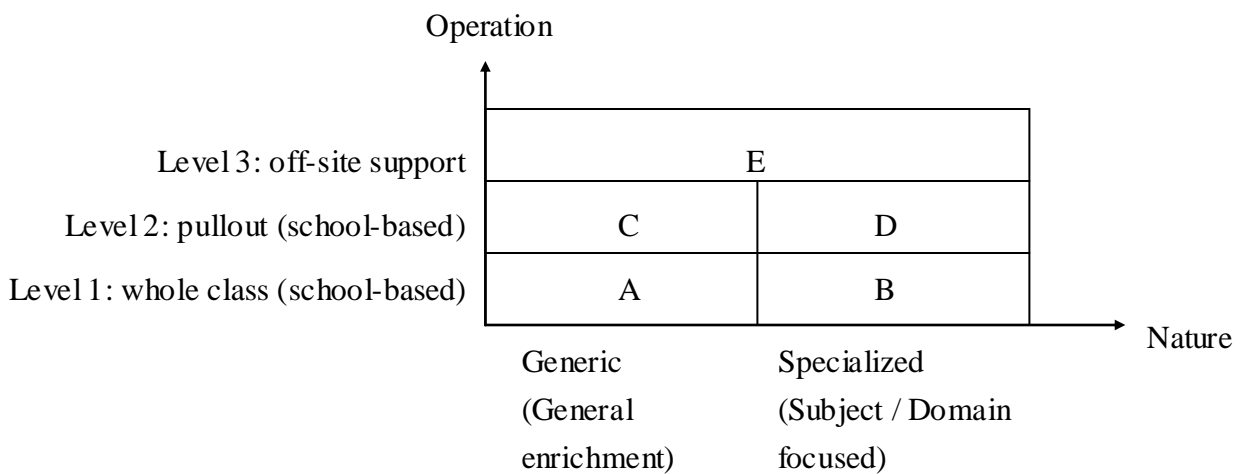 Operation
Level 3: off-site support
E
Level 2: pullout (school-based)
C
D
Level 1: whole class (school-based)
A
B
Nature
Generic
(General
enrichment)
Specialized
(Subject / Domain
focused)